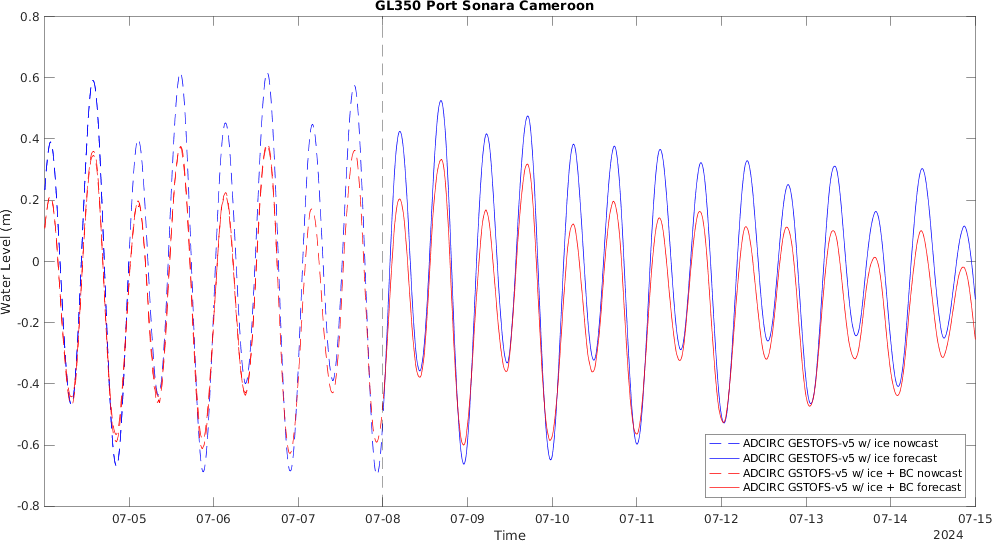 GL350 Port Sonara Cameroon
0.8
0.6
0.4
0.2
0
-0.2
-0.4
-0.6
-0.8
Water Level (m)
ADCIRC GESTOFS-v5 w/ ice nowcast
ADCIRC GESTOFS-v5 w/ ice forecast
ADCIRC GSTOFS-v5 w/ ice + BC nowcast
ADCIRC GSTOFS-v5 w/ ice + BC forecast
07-05 07-06 07-07 07-08 07-09 07-10 07-11 07-12 07-13 07-14 07-15
Time
2024